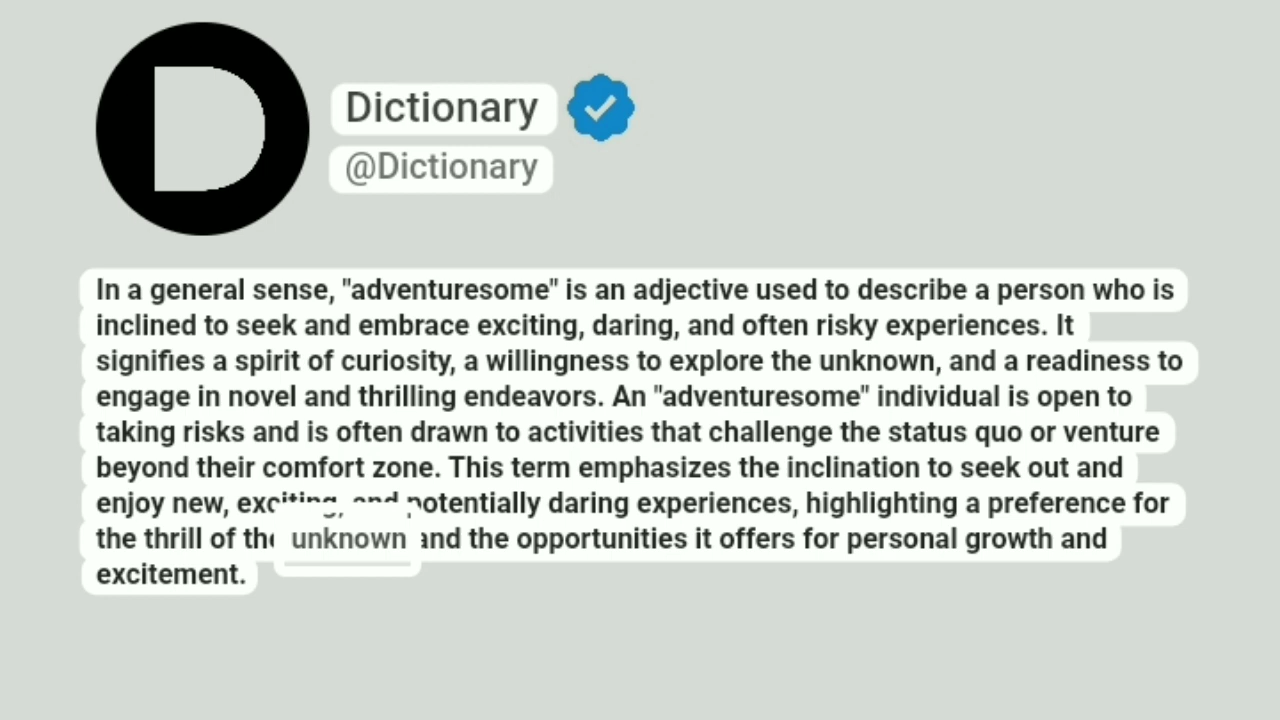 D
Dictionary
@Dictionary
In a general sense, "adventuresome" is an adjective used to describe a person who is
inclined to seek and embrace exciting, daring, and often risky experiences. It
signifies a spirit of curiosity, a willingness to explore the unknown, and a readiness to
engage in novel and thrilling endeavors. An "adventuresome" individual is open to
taking risks and is often drawn to activities that challenge the status quo or venture
beyond their comfort zone. This term emphasizes the inclination to seek out and
enjoy new, exciting, and potentially daring experiences, highlighting a preference for
the thrill of the unknown and the opportunities it offers for personal growth and
excitement.